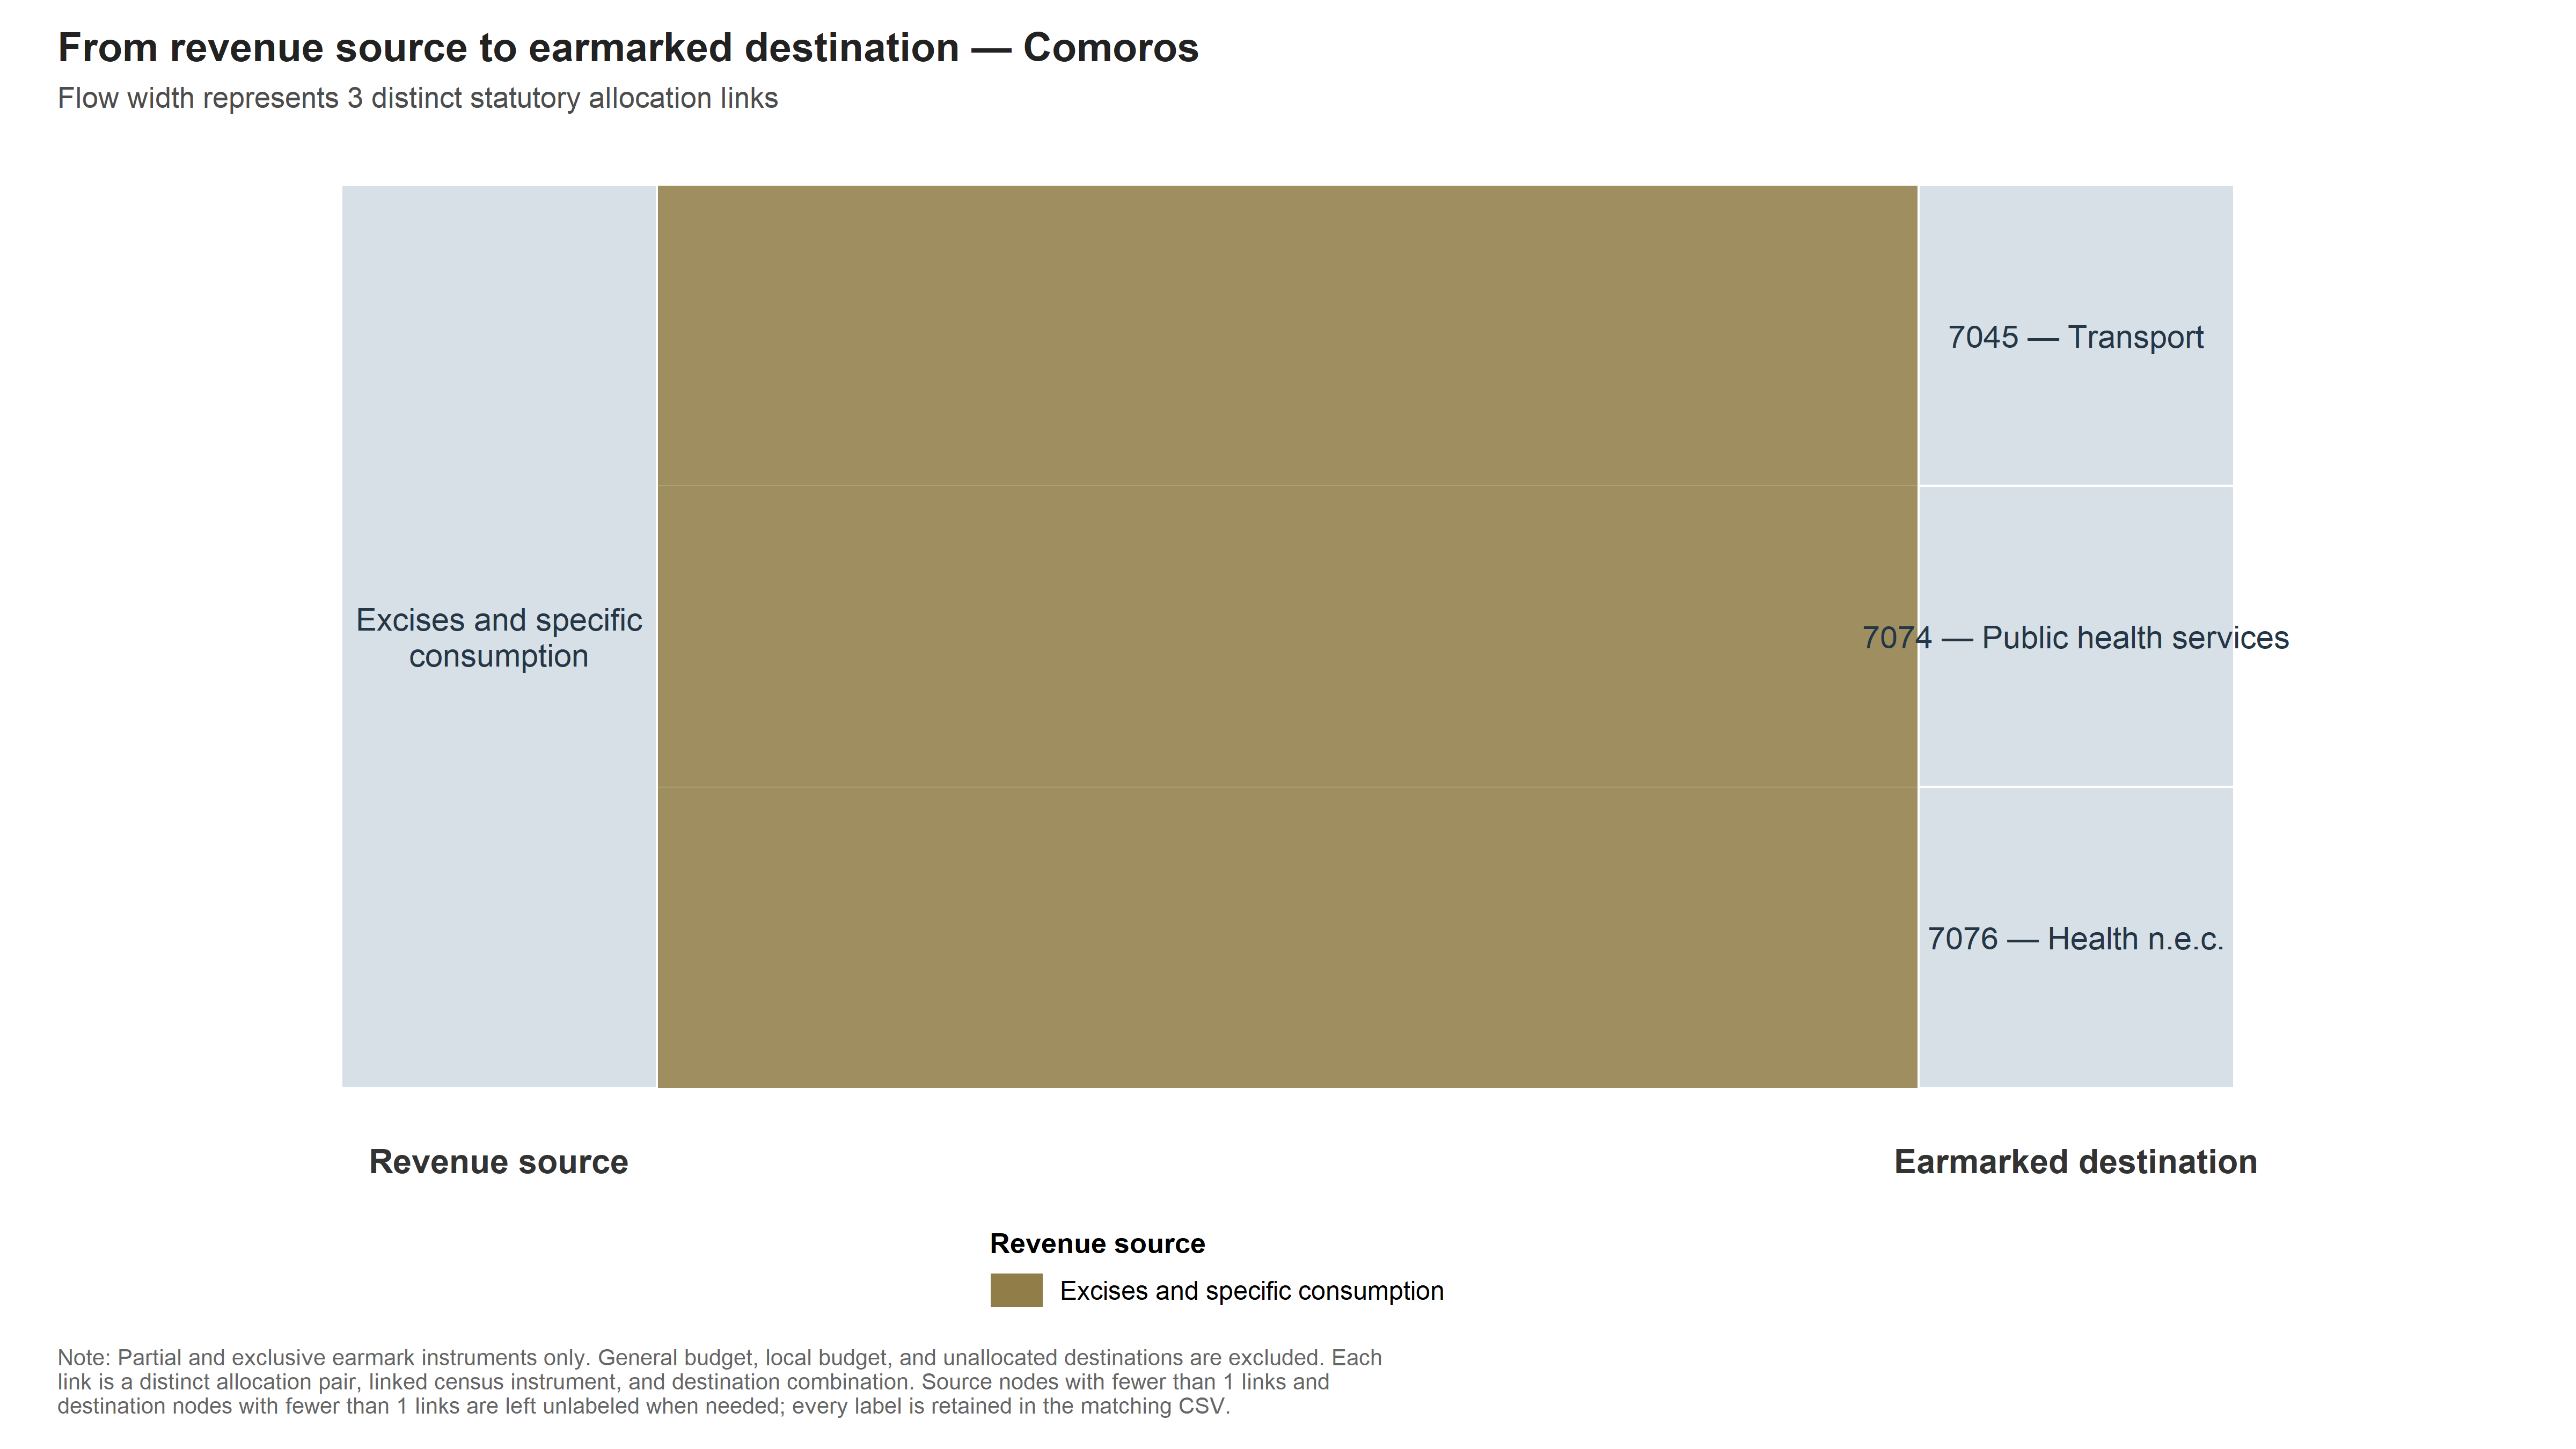 From revenue source to earmarked destination — Comoros
Flow width represents 3 distinct statutory allocation links
7045 — Transport
Excises and specific
consumption
7074 — Public health services
7076 — Health n.e.c.
Revenue source
Earmarked destination
Revenue source
Excises and specific consumption
Note: Partial and exclusive earmark instruments only. General budget, local budget, and unallocated destinations are excluded. Each
link is a distinct allocation pair, linked census instrument, and destination combination. Source nodes with fewer than 1 links and
destination nodes with fewer than 1 links are left unlabeled when needed; every label is retained in the matching CSV.